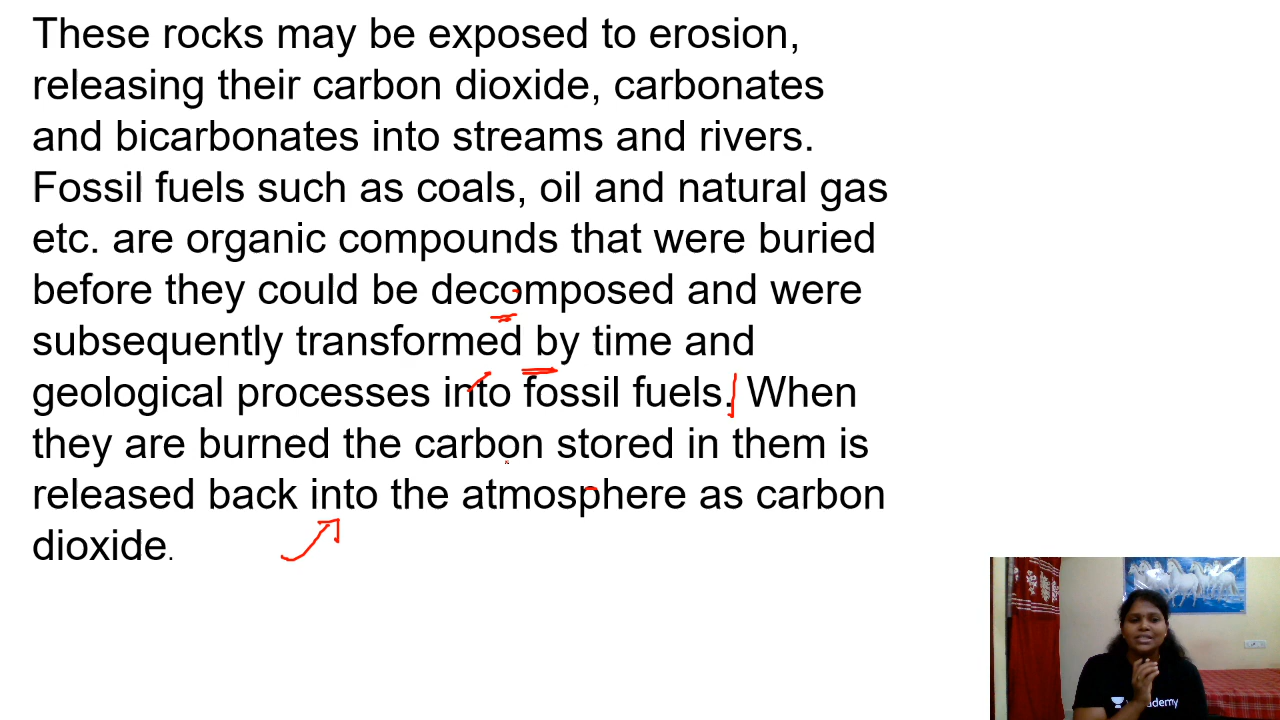 These rocks may be exposed to erosion,
releasing their carbon dioxide, carbonates
and bicarbonates into streams and rivers.
Fossil fuels such as coals, oil and natural gas
etc. are organic compounds that were buried
before they could be decomposed and were
subsequently transformed by time and
geological processes into fossil fuels. When
they are burned the carbon stored in them is
released back into the atmosphere as carbon
dioxide.